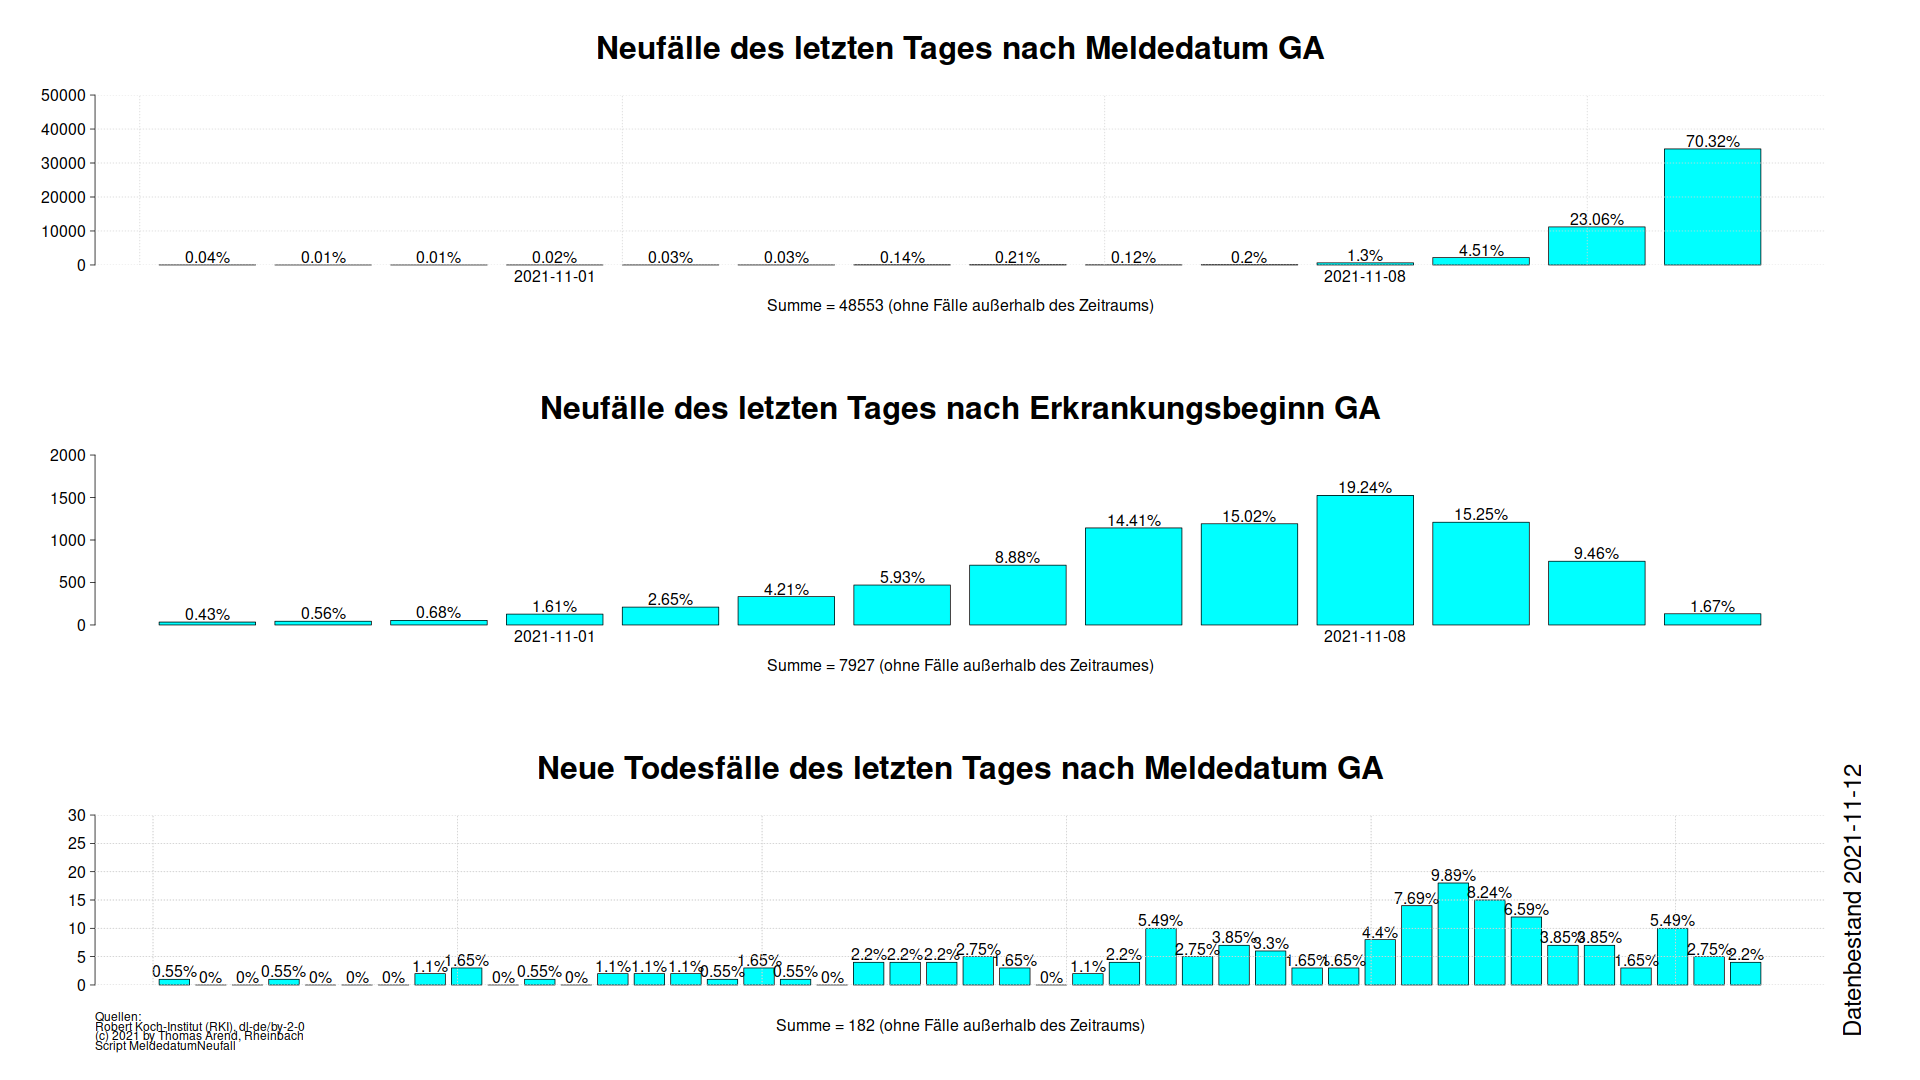 Neufälle des letzten Tages nach Meldedatum GA
50000
40000
30000
20000
10000
0
0.04% 0.01% 0.01% 0.02% 0.03% 0.03% 0.14% 0.21% 0.12% 0.2% 1.3% 4.51% 23.06% 70.32%
2021-11-01 2021-11-08
Summe = 48553 (ohne Fälle außerhalb des Zeitraums)
Neufälle des letzten Tages nach Erkrankungsbeginn GA
2000
1500
1000
500
0
0.43% 0.56% 0.68% 1.61% 2.65% 4.21% 5.93% 8.88% 14.41% 15.02% 19.24% 15.25% 9.46% 1.67%
2021-11-01 2021-11-08
Summe = 7927 (ohne Fälle außerhalb des Zeitraumes)
Neue Todesfälle des letzten Tages nach Meldedatum GA
30
25
20
15
10
5
0
0.55% 0% 0% 0.55% 0% 0% 0% 1.1% 1.65% 0% 0.55% 0% 1.1% 1.1% 1.1% 0.55% 1.65% 0.55% 0% 2.2% 2.2% 2.2% 2.75% 1.65% 0% 1.1% 2.2% 5.49% 2.75% 3.85% 3.3% 1.65% 1.65% 4.4% 7.69% 9.89% 8.24% 6.59% 3.85% 3.85% 1.65% 5.49% 2.75% 2.2%
Summe = 182 (ohne Fälle außerhalb des Zeitraums)
Quellen:
Robert Koch-Institut (RKI), dl-de/by-2-0
(c) 2021 by Thomas Arend, Rheinbach
Script MeldedatumNeufall
Datenbestand 2021-11-12